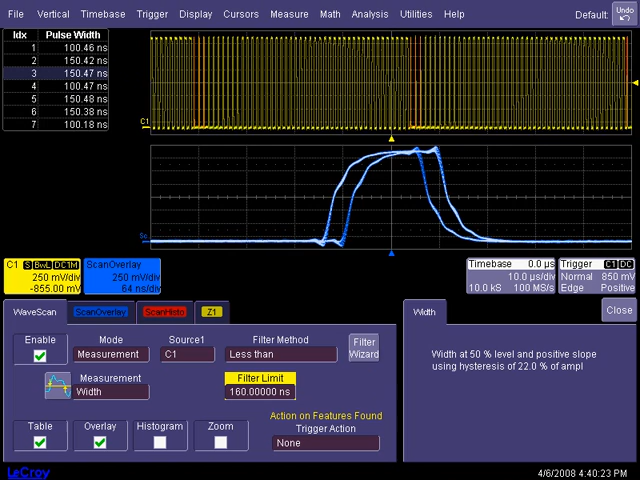 File Vertical Timebase Trigger Display Cursors Measure Math Analysis Utilities Help Default: Undo
Idx Pulse Width
1 100.46 ns
2 150.42 ns
3 150.47 ns
4 100.47 ns
5 150.48 ns
6 150.38 ns
7 100.18 ns
C1
Sc
C1 S BwL DC1M
250 mV/div
-855.00 mV
ScanOverlay
250 mV/div
64 ns/div
Timebase 0.0 µs
10.0 µs/div
10.0 kS 100 MS/s
Trigger C1 DC
Normal 850 mV
Edge Positive
WaveScan ScanOverlay ScanHisto Z1
Width Close
Enable
Mode
Measurement
Source1
C1
Filter Method
Less than
Filter Wizard
Measurement
Width
Filter Limit
160.00000 ns
Width at 50 % level and positive slope
using hysteresis of 22.0 % of ampl
Table Overlay Histogram Zoom
Action on Features Found
Trigger Action
None
LeCroy
4/6/2008 4:40:23 PM